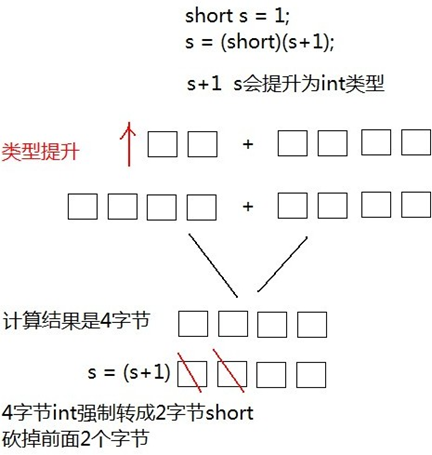 short s = 1;
s = (short)(s+1);
s+1 s会提升为int类型
类型提升
+
+
计算结果是4字节
s = (s+1)
4字节int强制转成2字节short
砍掉前面2个字节